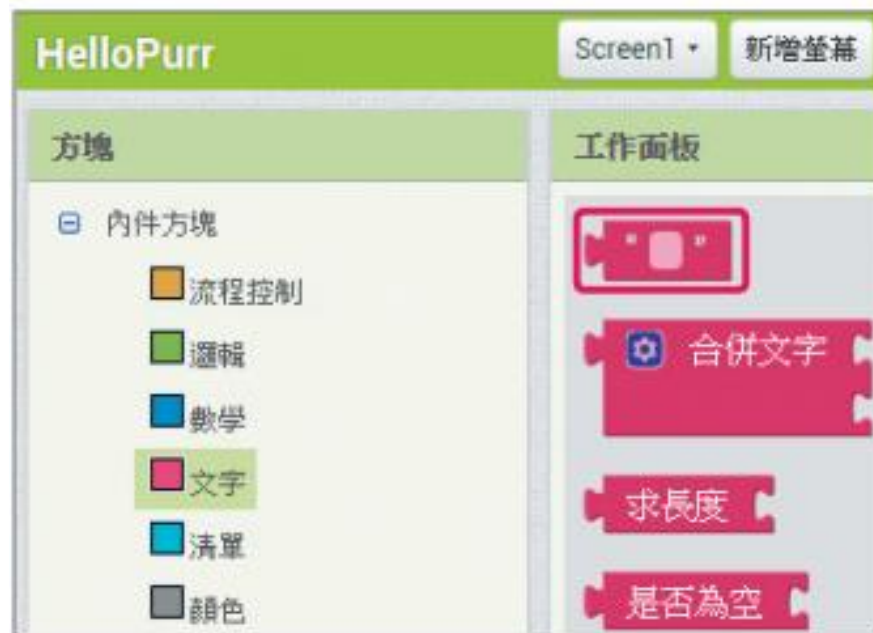 HelloPurr
Screen1
新增螢幕
方塊
工作面板
內件方塊
流程控制
邏輯
數學
文字
清單
顏色
" "
合併文字
求長度
是否為空